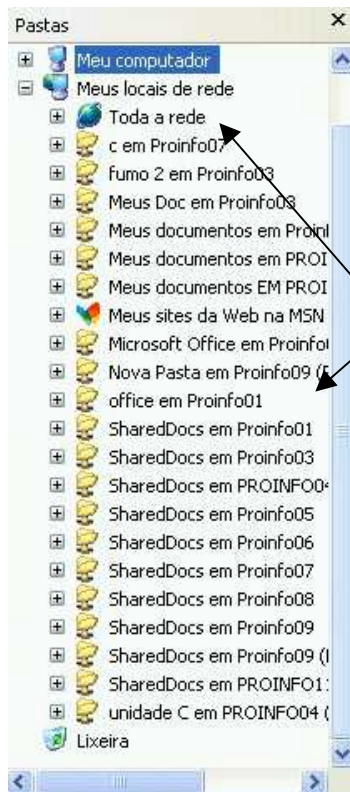 Pastas
Meu computador
Meus locais de rede
Toda a rede
c em Proinfo07
fumo 2 em Proinfo03
Meus Doc em Proinfo03
Meus documentos em Proinf
Meus documentos em PROI
Meus documentos EM PROI
Meus sites da Web na MSN
Microsoft Office em Proinfo
Nova Pasta em Proinfo09
office em Proinfo01
SharedDocs em Proinfo01
SharedDocs em Proinfo03
SharedDocs em PROINFO04
SharedDocs em Proinfo05
SharedDocs em Proinfo06
SharedDocs em Proinfo07
SharedDocs em Proinfo08
SharedDocs em Proinfo09
SharedDocs em Proinfo09 (
SharedDocs em PROINFO11
unidade C em PROINFO04 (
Lixeira